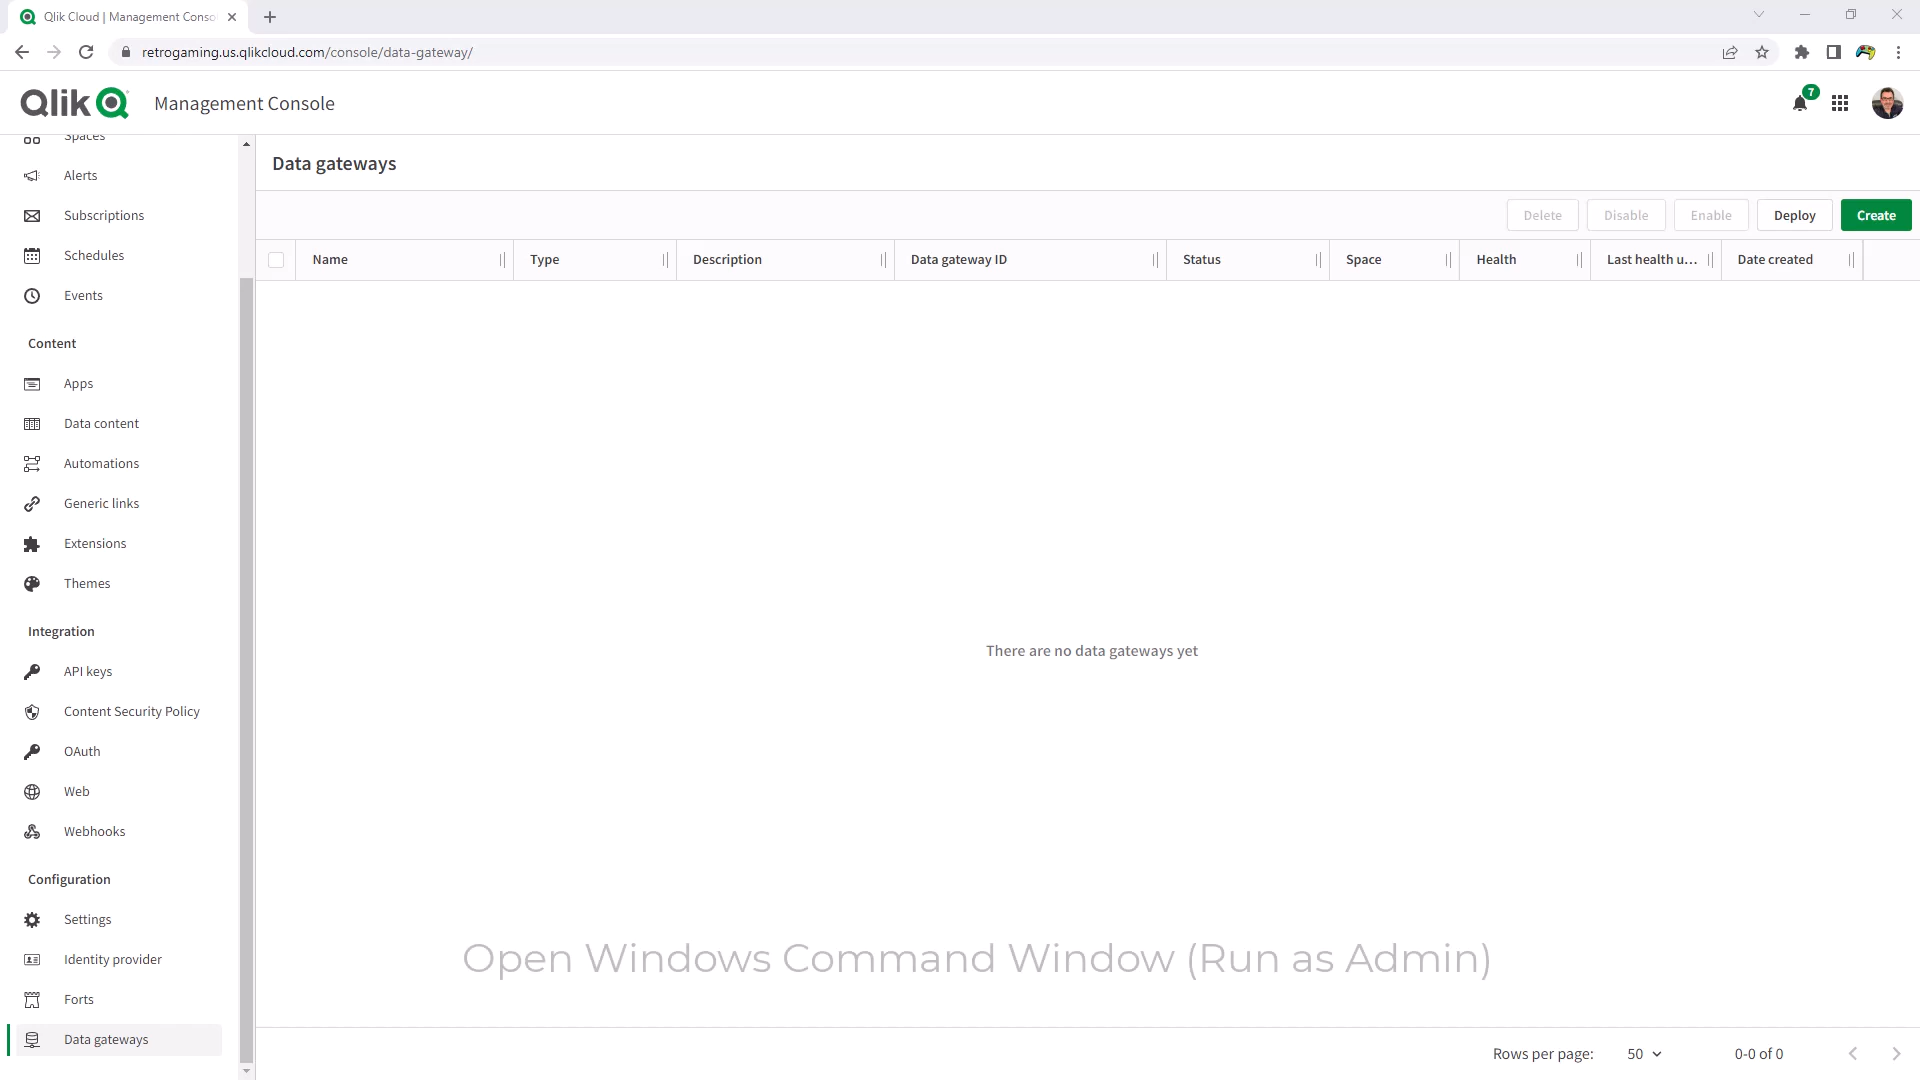 Qlik Cloud | Management Conso
retrogaming.us.qlikcloud.com/console/data-gateway/
Qlik
Management Console
7
Spaces
Alerts
Subscriptions
Schedules
Events
Content
Apps
Data content
Automations
Generic links
Extensions
Themes
Integration
API keys
Content Security Policy
OAuth
Web
Webhooks
Configuration
Settings
Identity provider
Forts
Data gateways
Data gateways
Delete Disable Enable Deploy Create
Name Type Description Data gateway ID Status Space Health Last health u... Date created
There are no data gateways yet
Open Windows Command Window (Run as Admin)
Rows per page: 50 0-0 of 0